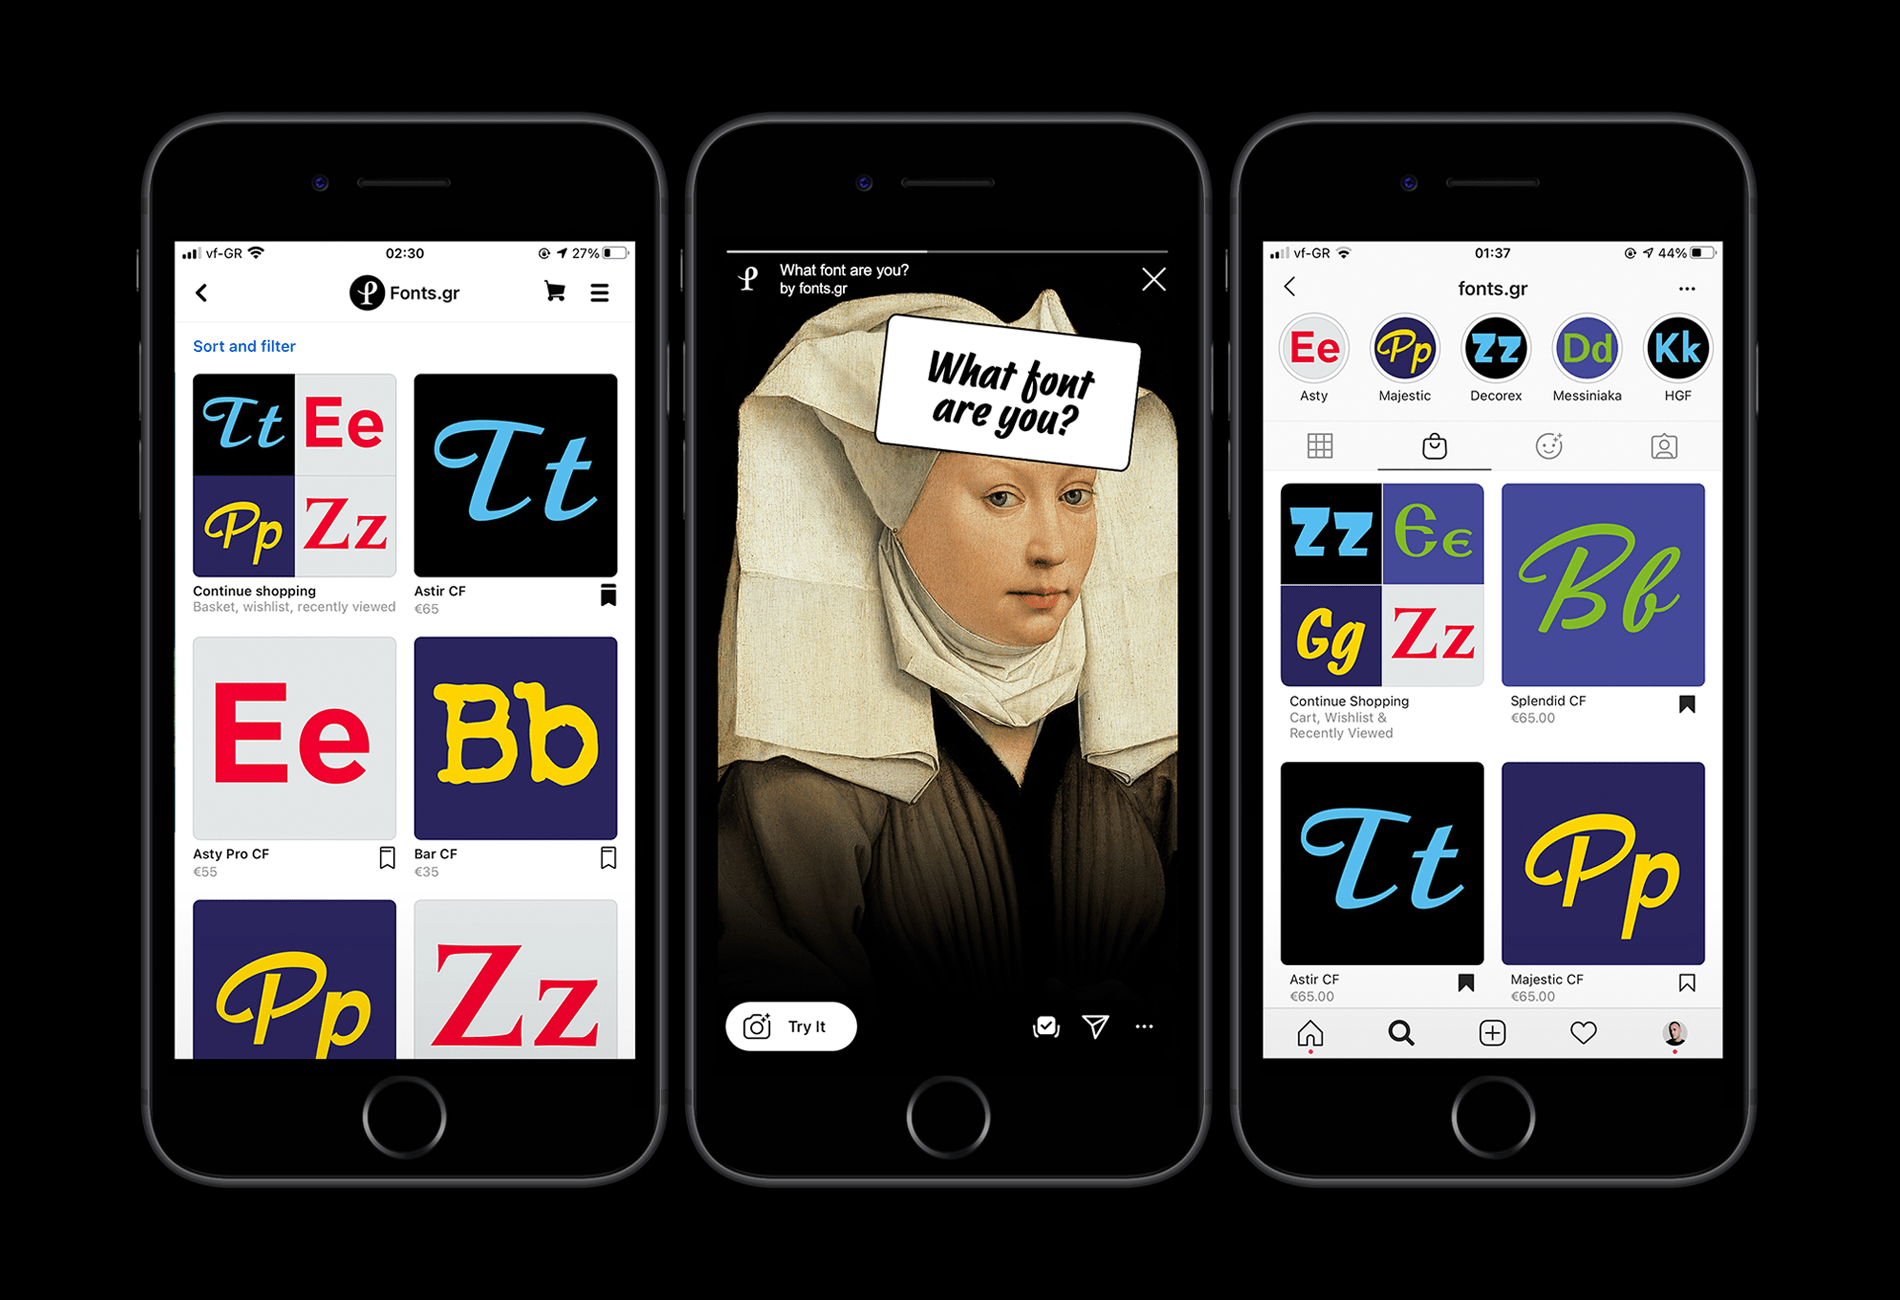 vf-GR
02:30
27%
Fonts.gr
Sort and filter
Tt
Ee
Pp
Zz
Continue shopping
Basket, wishlist, recently viewed
Tt
Astir CF
€65
Ee
Asty Pro CF
€55
Bb
Bar CF
€35
Pp
Zz
What font are you?
by fonts.gr
What font
are you?
Try It
vf-GR
01:37
44%
fonts.gr
Ee
Pp
Zz
Dd
Kk
Asty
Majestic
Decorex
Messiniaka
HGF
Zz
Єє
Gg
Zz
Continue Shopping
Cart, Wishlist &
Recently Viewed
Bb
Splendid CF
€65.00
Tt
Astir CF
€65.00
Pp
Majestic CF
€65.00